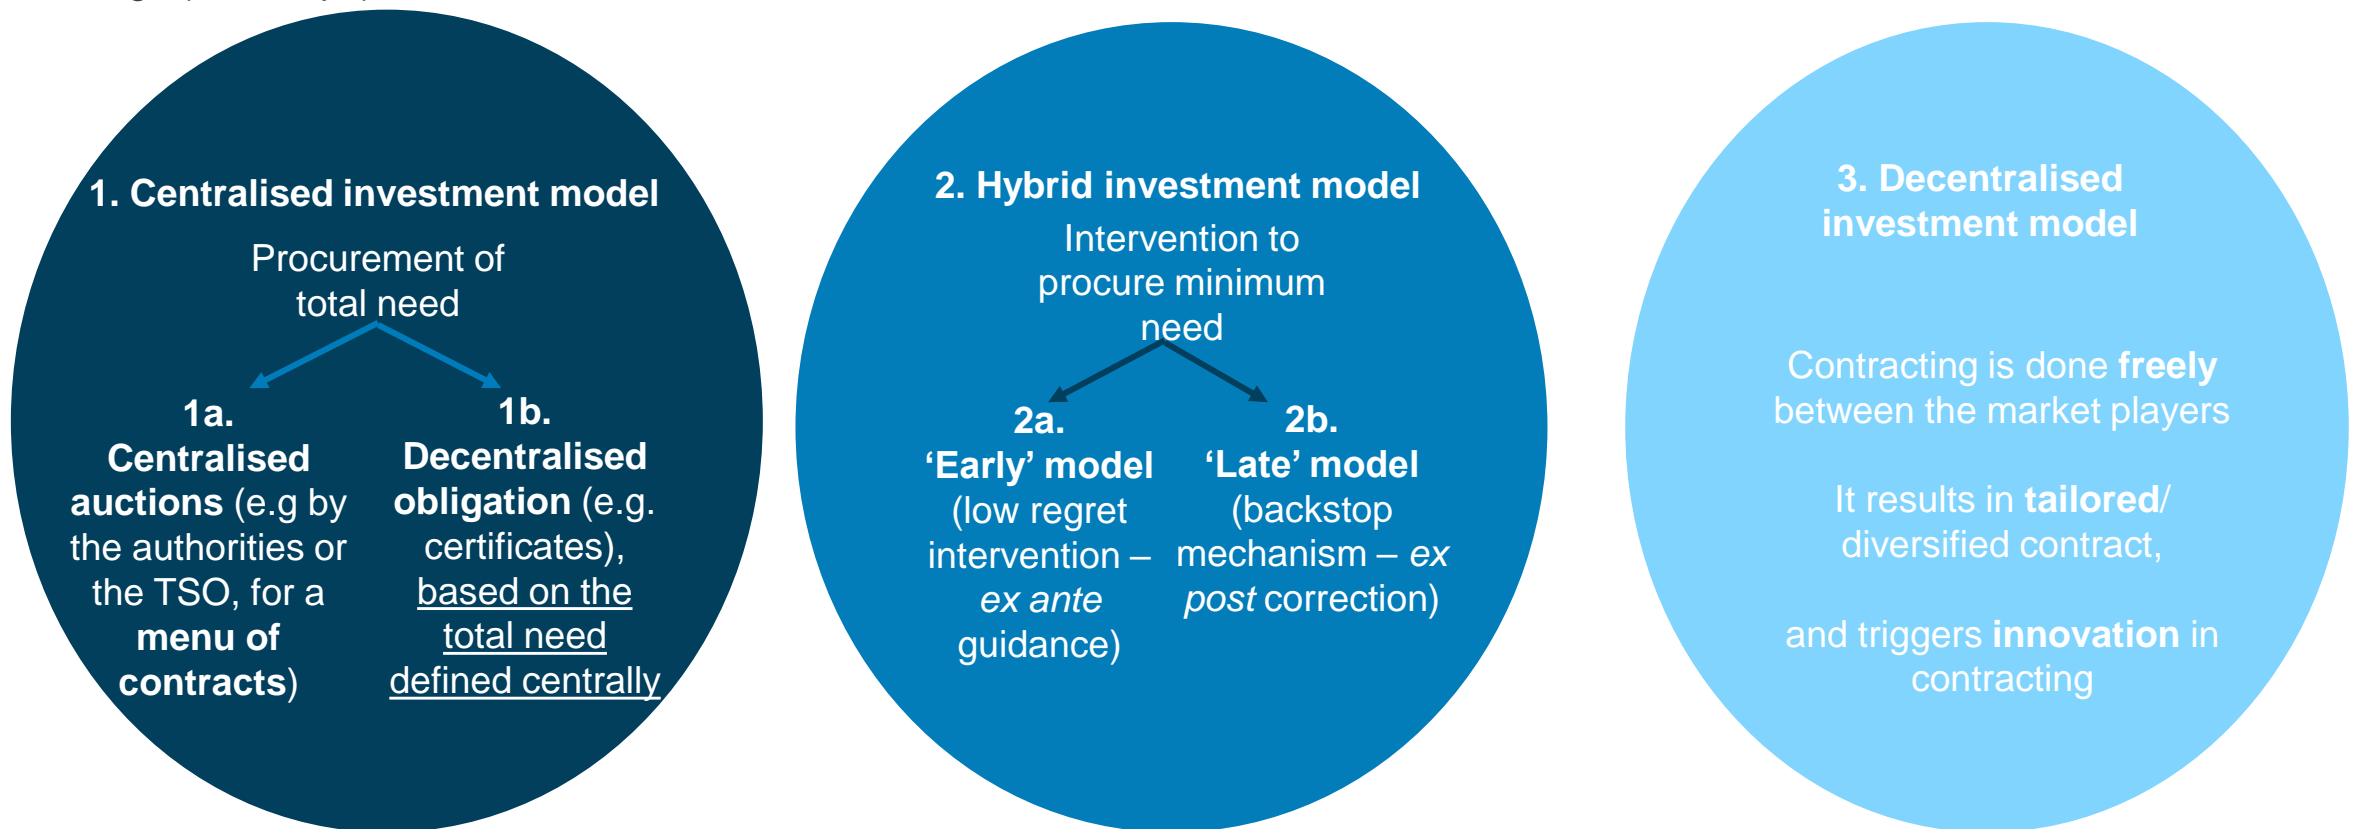 1. Centralised investment model
Procurement of
total need
1a.
Centralised
auctions (e.g by
the authorities or
the TSO, for a
menu of
contracts)
1b.
Decentralised
obligation (e.g.
certificates),
based on the
total need
defined centrally
2. Hybrid investment model
Intervention to
procure minimum
need
2a.
‘Early’ model
(low regret
intervention –
ex ante
guidance)
2b.
‘Late’ model
(backstop
mechanism – ex
post correction)
3. Decentralised
investment model
Contracting is done freely
between the market players
It results in tailored/
diversified contract,
and triggers innovation in
contracting